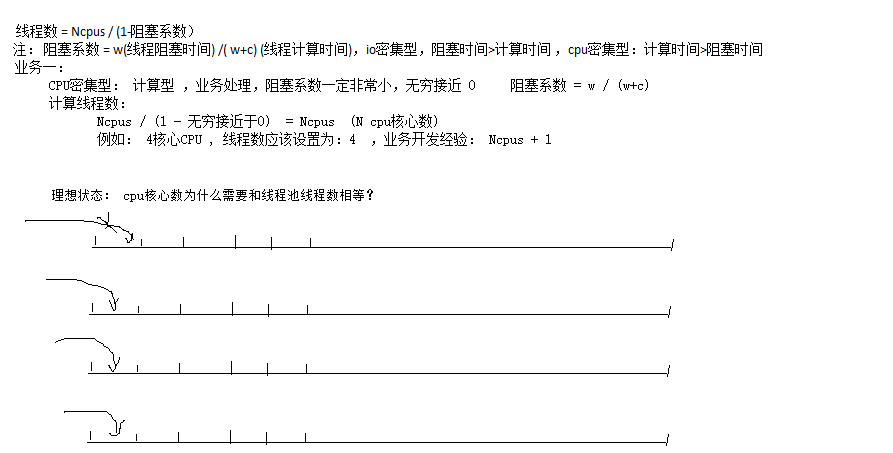 线程数 = Ncpus / (1-阻塞系数)
注： 阻塞系数 = w(线程阻塞时间) /( w+c) (线程计算时间)，io密集型，阻塞时间>计算时间 ，cpu密集型：计算时间>阻塞时间
业务一：
CPU密集型： 计算型 ，业务处理，阻塞系数一定非常小，无穷接近 0 阻塞系数 = w / (w+c)
计算线程数：
Ncpus / (1 - 无穷接近于0) = Ncpus (N cpu核心数)
例如： 4核心CPU ，线程数应该设置为：4 ，业务开发经验： Ncpus + 1
理想状态： cpu核心数为什么需要和线程池线程数相等？